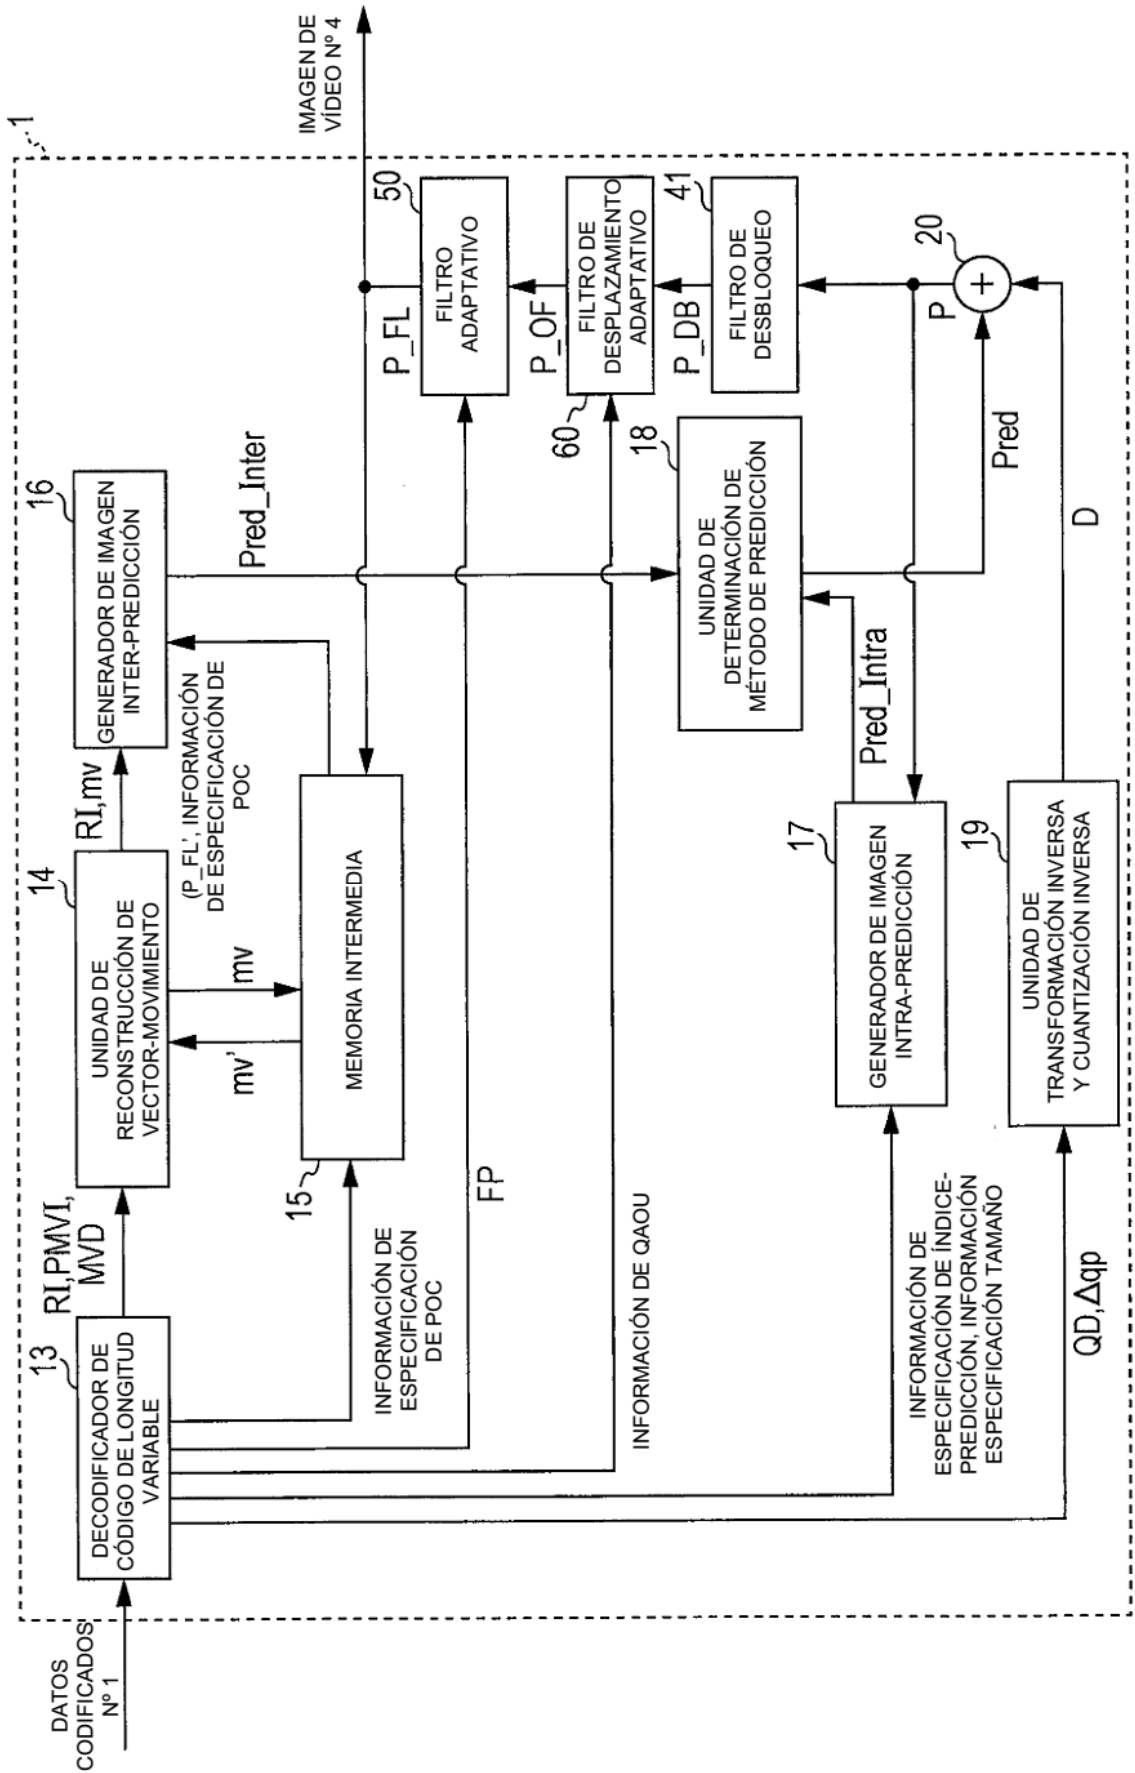 DATOS
CODIFICADOS
Nº 1
1
13
DECODIFICADOR DE
CÓDIGO DE LONGITUD
VARIABLE
RI,PMVI,
MVD
14
UNIDAD DE
RECONSTRUCCIÓN DE
VECTOR-MOVIMIENTO
RI,mv
16
GENERADOR DE IMAGEN
INTER-PREDICCIÓN
mv'
mv
(P_FL', INFORMACIÓN
DE ESPECIFICACIÓN DE
POC
Pred_Inter
15
MEMORIA INTERMEDIA
INFORMACIÓN DE
ESPECIFICACIÓN
DE POC
FP
INFORMACIÓN DE QAOU
IMAGEN DE
VÍDEO Nº 4
P_FL
50
FILTRO
ADAPTATIVO
P_OF
60
FILTRO DE
DESPLAZAMIENTO
ADAPTATIVO
P_DB
41
FILTRO DE
DESBLOQUEO
18
UNIDAD DE
DETERMINACIÓN DE
MÉTODO DE PREDICCIÓN
Pred_Intra
17
GENERADOR DE IMAGEN
INTRA-PREDICCIÓN
INFORMACIÓN DE
ESPECIFICACIÓN DE ÍNDICE-
PREDICCIÓN, INFORMACIÓN
ESPECIFICACIÓN TAMAÑO
P
20
+
Pred
19
UNIDAD DE
TRANSFORMACIÓN INVERSA
Y CUANTIZACIÓN INVERSA
QD,Δqp
D